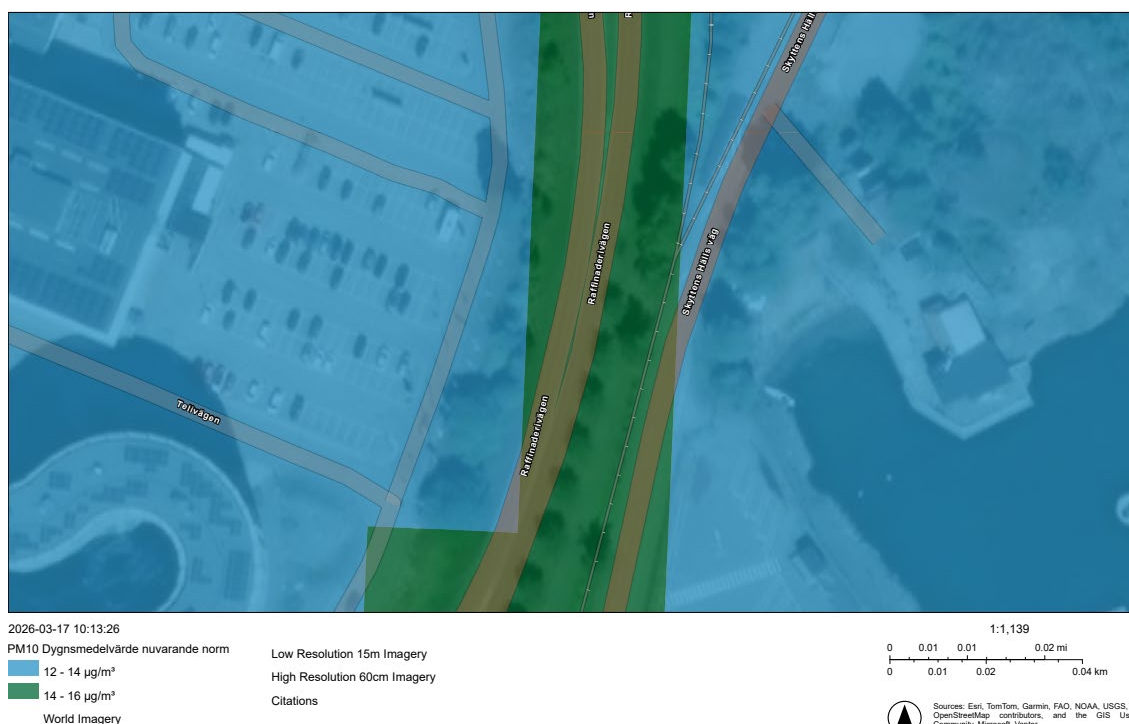 Skyttens Häll
Raffinaderivägen
Skyttens Hälls väg
Raffinaderivägen
Tellvägen
2026-03-17 10:13:26
PM10 Dygnsmedelvärde nuvarande norm
12 - 14 µg/m³
14 - 16 µg/m³
World Imagery
Low Resolution 15m Imagery
High Resolution 60cm Imagery
Citations
1:1,139
0 0.01 0.01 0.02 mi
0 0.01 0.02 0.04 km
Sources: Esri, TomTom, Garmin, FAO, NOAA, USGS,
OpenStreetMap contributors, and the GIS Us
Community, Microsoft, Vantor